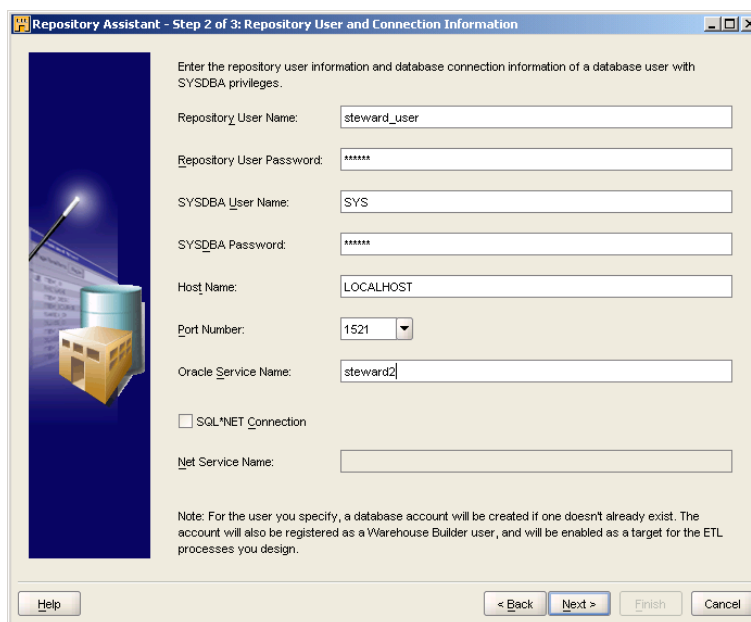 Repository Assistant - Step 2 of 3: Repository User and Connection Information
Enter the repository user information and database connection information of a database user with
SYSDBA privileges.
Repository User Name: steward_user
Repository User Password: ******
SYSDBA User Name: SYS
SYSDBA Password: ******
Host Name: LOCALHOST
Port Number: 1521
Oracle Service Name: steward2
SQL*NET Connection
Net Service Name:
Note: For the user you specify, a database account will be created if one doesn't already exist. The
account will also be registered as a Warehouse Builder user, and will be enabled as a target for the ETL
processes you design.
Help < Back Next > Finish Cancel